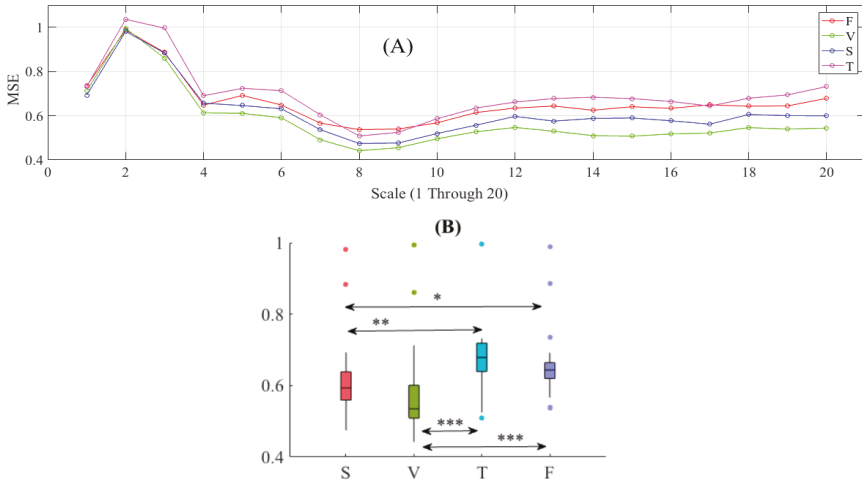 (A)
MSE
1
0.8
0.6
0.4
0 2 4 6 8 10 12 14 16 18 20
Scale (1 Through 20)
F
V
S
T
(B)
1
0.8
0.6
0.4
*
**
***
***
S V T F